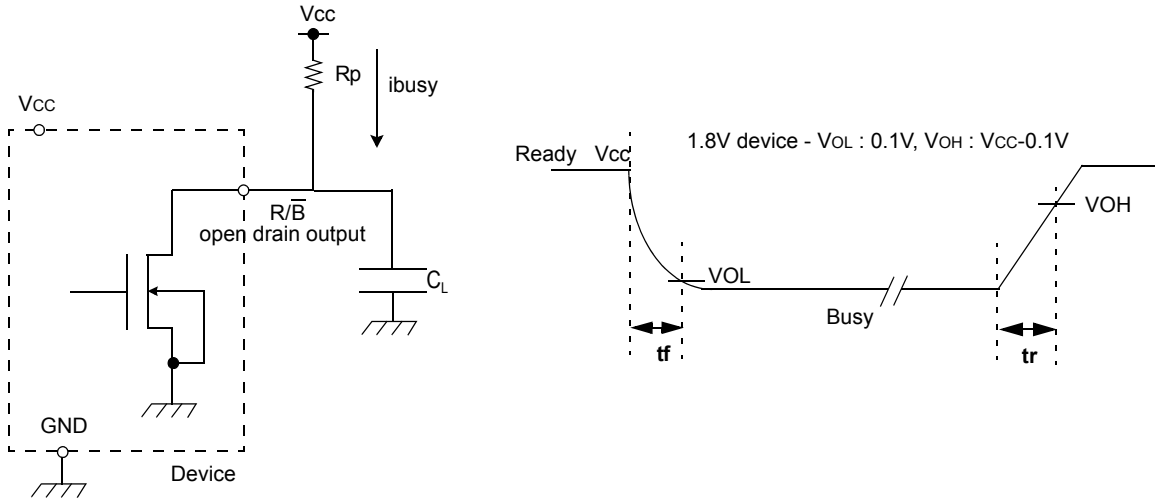 Vcc
Rp
ibusy
VCC
R/B̅
open drain output
CL
GND
Device
1.8V device - VOL : 0.1V, VOH : VCC-0.1V
Ready Vcc
VOH
VOL
Busy
tf
tr